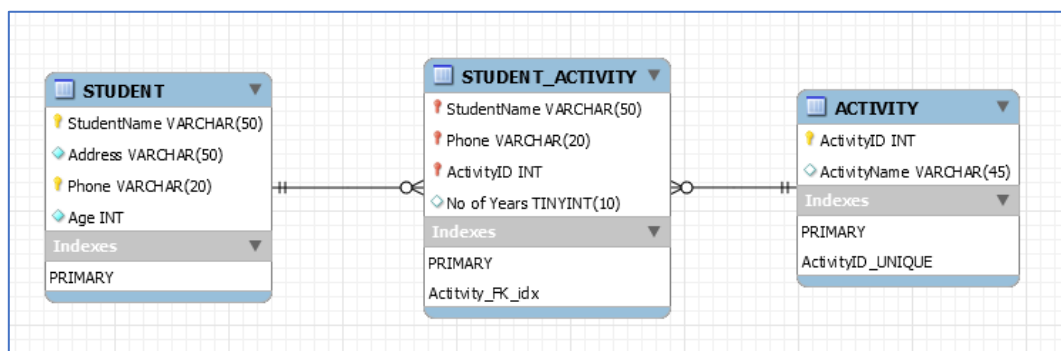 STUDENT
StudentName VARCHAR(50)
Address VARCHAR(50)
Phone VARCHAR(20)
Age INT
Indexes
PRIMARY
STUDENT_ACTIVITY
StudentName VARCHAR(50)
Phone VARCHAR(20)
ActivityID INT
No of Years TINYINT(10)
Indexes
PRIMARY
Actitvity_FK_idx
ACTIVITY
ActivityID INT
ActivityName VARCHAR(45)
Indexes
PRIMARY
ActivityID_UNIQUE